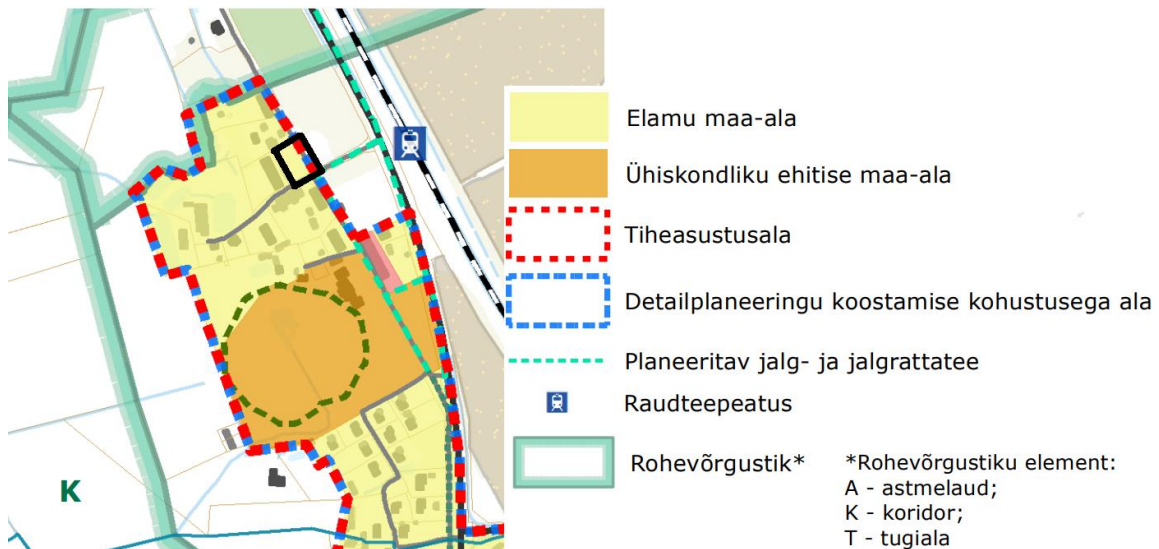 Elamu maa-ala
Ühiskondliku ehitise maa-ala
Tiheasustusala
Detailplaneeringu koostamise kohustusega ala
Planeeritav jalg- ja jalgrattatee
Raudteepeatus
Rohevõrgustik*
*Rohevõrgustiku element:
A - astmelaud;
K - koridor;
T - tugiala
K